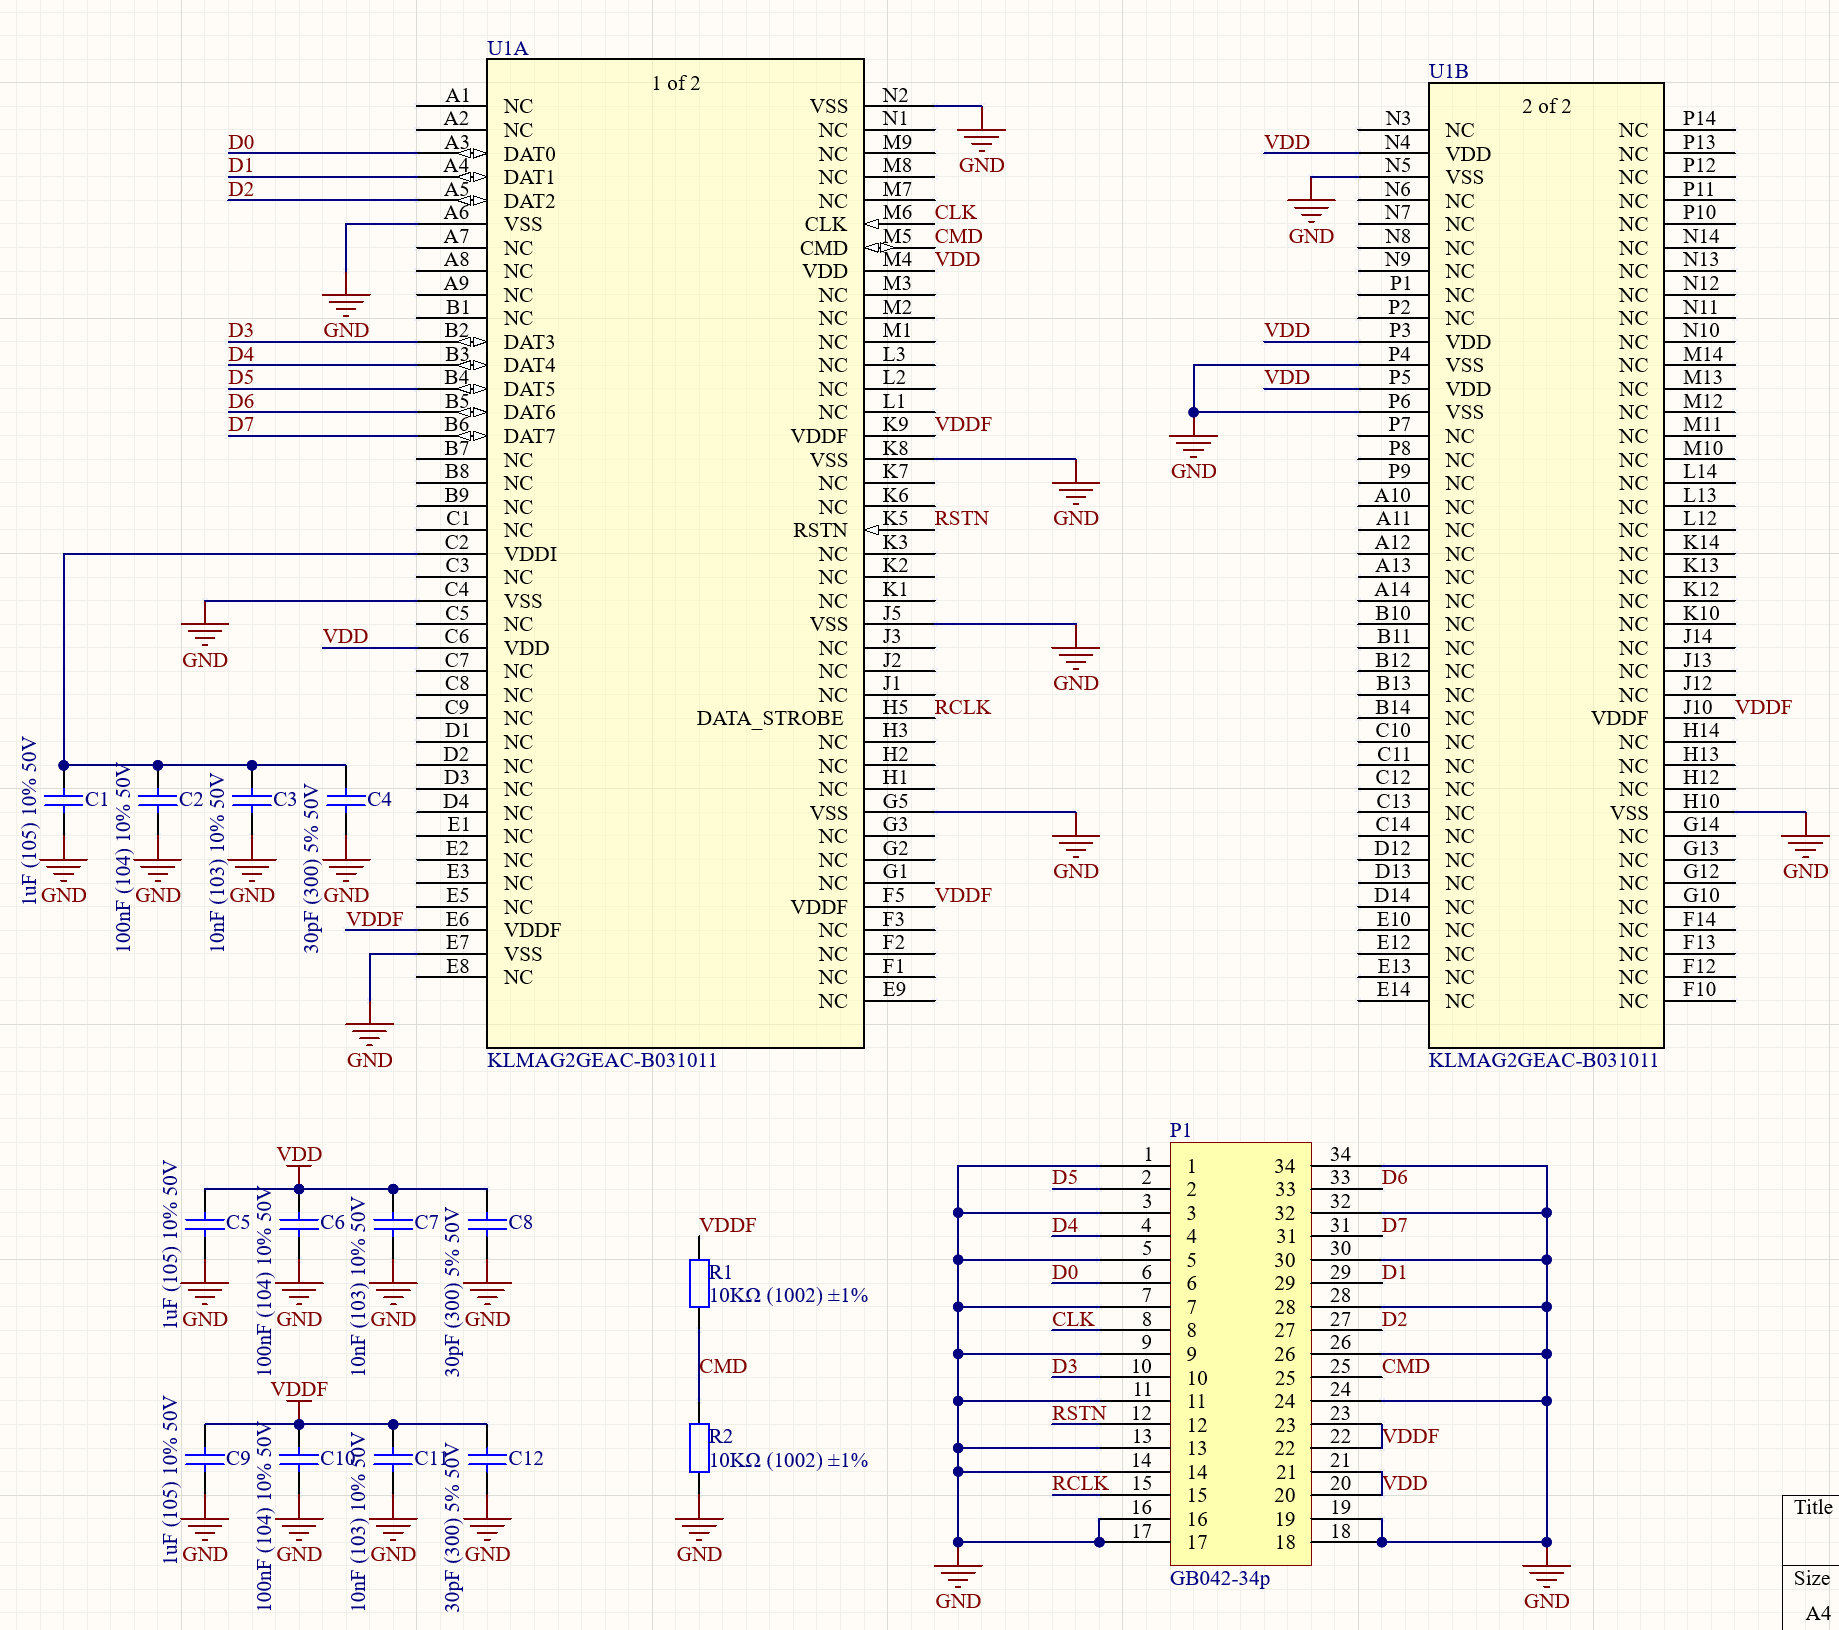 U1A
1 of 2
A1 NC VSS N2
A2 NC NC N1
D0 A3 DAT0 NC M9
D1 A4 DAT1 NC M8
D2 A5 DAT2 NC M7
A6 VSS CLK M6 CLK
A7 NC CMD M5 CMD
A8 NC VDD M4 VDD
A9 NC NC M3
B1 NC NC M2
D3 B2 DAT3 NC M1
D4 B3 DAT4 NC L3
D5 B4 DAT5 NC L2
D6 B5 DAT6 NC L1
D7 B6 DAT7 VDDF K9 VDDF
B7 NC VSS K8
B8 NC NC K7
B9 NC NC K6
C1 NC RSTN K5 RSTN
C2 VDDI NC K3
C3 NC NC K2
C4 VSS NC K1
C5 NC VSS J5
VDD C6 VDD NC J3
C7 NC NC J2
C8 NC NC J1
C9 NC DATA_STROBE H5 RCLK
D1 NC NC H3
D2 NC NC H2
D3 NC NC H1
D4 NC VSS G5
E1 NC NC G3
E2 NC NC G2
E3 NC NC G1
E5 NC VDDF F5 VDDF
VDDF E6 VDDF NC F3
E7 VSS NC F2
E8 NC NC F1
NC E9
GND
GND
GND
GND
GND
GND
GND
GND
KLMAG2GEAC-B031011
1uF (105) 10% 50V C1 GND
100nF (104) 10% 50V C2 GND
10nF (103) 10% 50V C3 GND
30pF (300) 5% 50V C4 GND
U1B
2 of 2
N3 NC NC P14
VDD N4 VDD NC P13
N5 VSS NC P12
N6 NC NC P11
N7 NC NC P10
N8 NC NC N14
N9 NC NC N13
P1 NC NC N12
P2 NC NC N11
VDD P3 VDD NC N10
P4 VSS NC M14
VDD P5 VDD NC M13
P6 VSS NC M12
P7 NC NC M11
P8 NC NC M10
P9 NC NC L14
A10 NC NC L13
A11 NC NC L12
A12 NC NC K14
A13 NC NC K13
A14 NC NC K12
B10 NC NC K10
B11 NC NC J14
B12 NC NC J13
B13 NC NC J12
B14 NC VDDF J10 VDDF
C10 NC NC H14
C11 NC NC H13
C12 NC NC H12
C13 NC VSS H10
C14 NC NC G14
D12 NC NC G13
D13 NC NC G12
D14 NC NC G10
E10 NC NC F14
E12 NC NC F13
E13 NC NC F12
E14 NC NC F10
GND
GND
GND
KLMAG2GEAC-B031011
VDD
1uF (105) 10% 50V C5 GND
100nF (104) 10% 50V C6 GND
10nF (103) 10% 50V C7 GND
30pF (300) 5% 50V C8 GND
VDDF
1uF (105) 10% 50V C9 GND
100nF (104) 10% 50V C10 GND
10nF (103) 10% 50V C11 GND
30pF (300) 5% 50V C12 GND
VDDF
R1
10KΩ (1002) ±1%
CMD
R2
10KΩ (1002) ±1%
GND
P1
1 1 34 34
D5 2 2 33 33 D6
3 3 32 32
D4 4 4 31 31 D7
5 5 30 30
D0 6 6 29 29 D1
7 7 28 28
CLK 8 8 27 27 D2
9 9 26 26
D3 10 10 25 25 CMD
11 11 24 24
RSTN 12 12 23 23
13 13 22 22 VDDF
14 14 21 21
RCLK 15 15 20 20 VDD
16 16 19 19
17 17 18 18
GB042-34p
GND
GND
Title
Size
A4